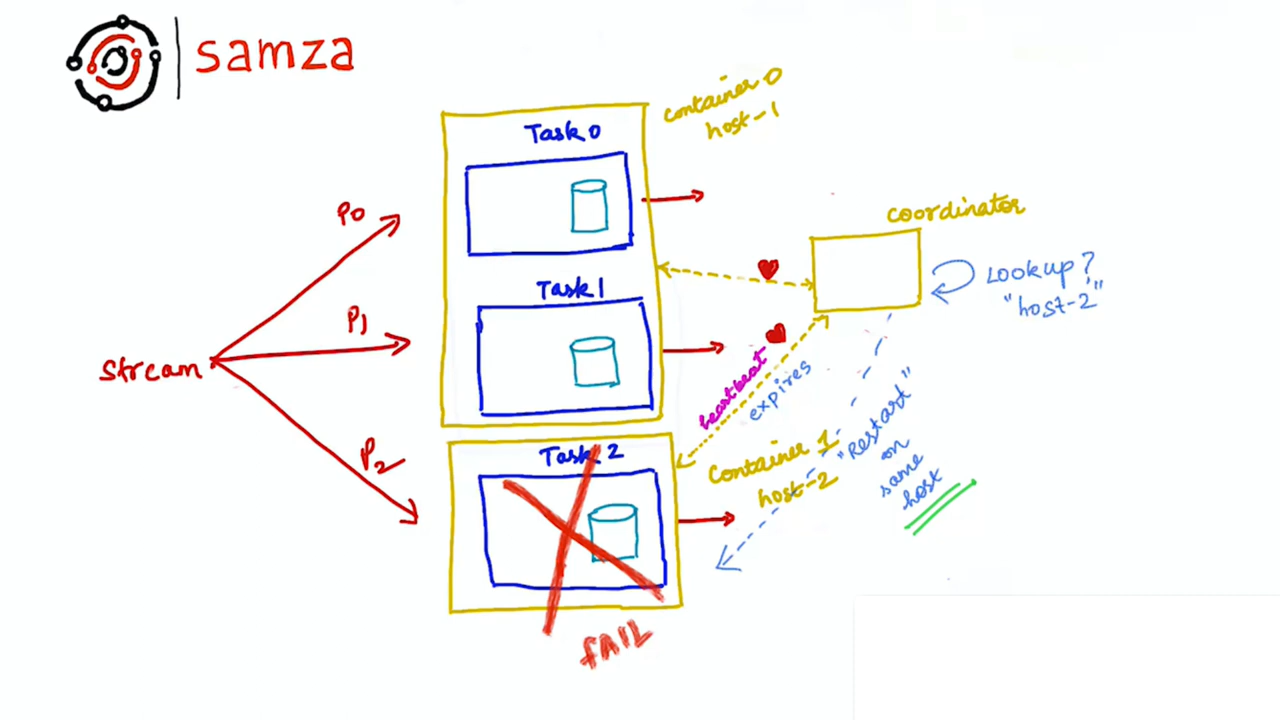 samza
container 0
host-1
Task 0
P0
coordinator
Lookup?
"host-2"
Task 1
P1
Stream
heartbeat
expires
P2
Task 2
Container 1
host-2
"Restart"
on
same
host
FAIL